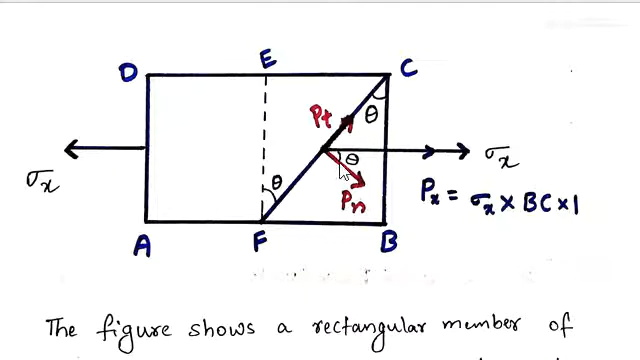 D E C
Pt θ
σx θ σx
θ Pn Px = σx × BC × 1
A F B
The figure shows a rectangular member of